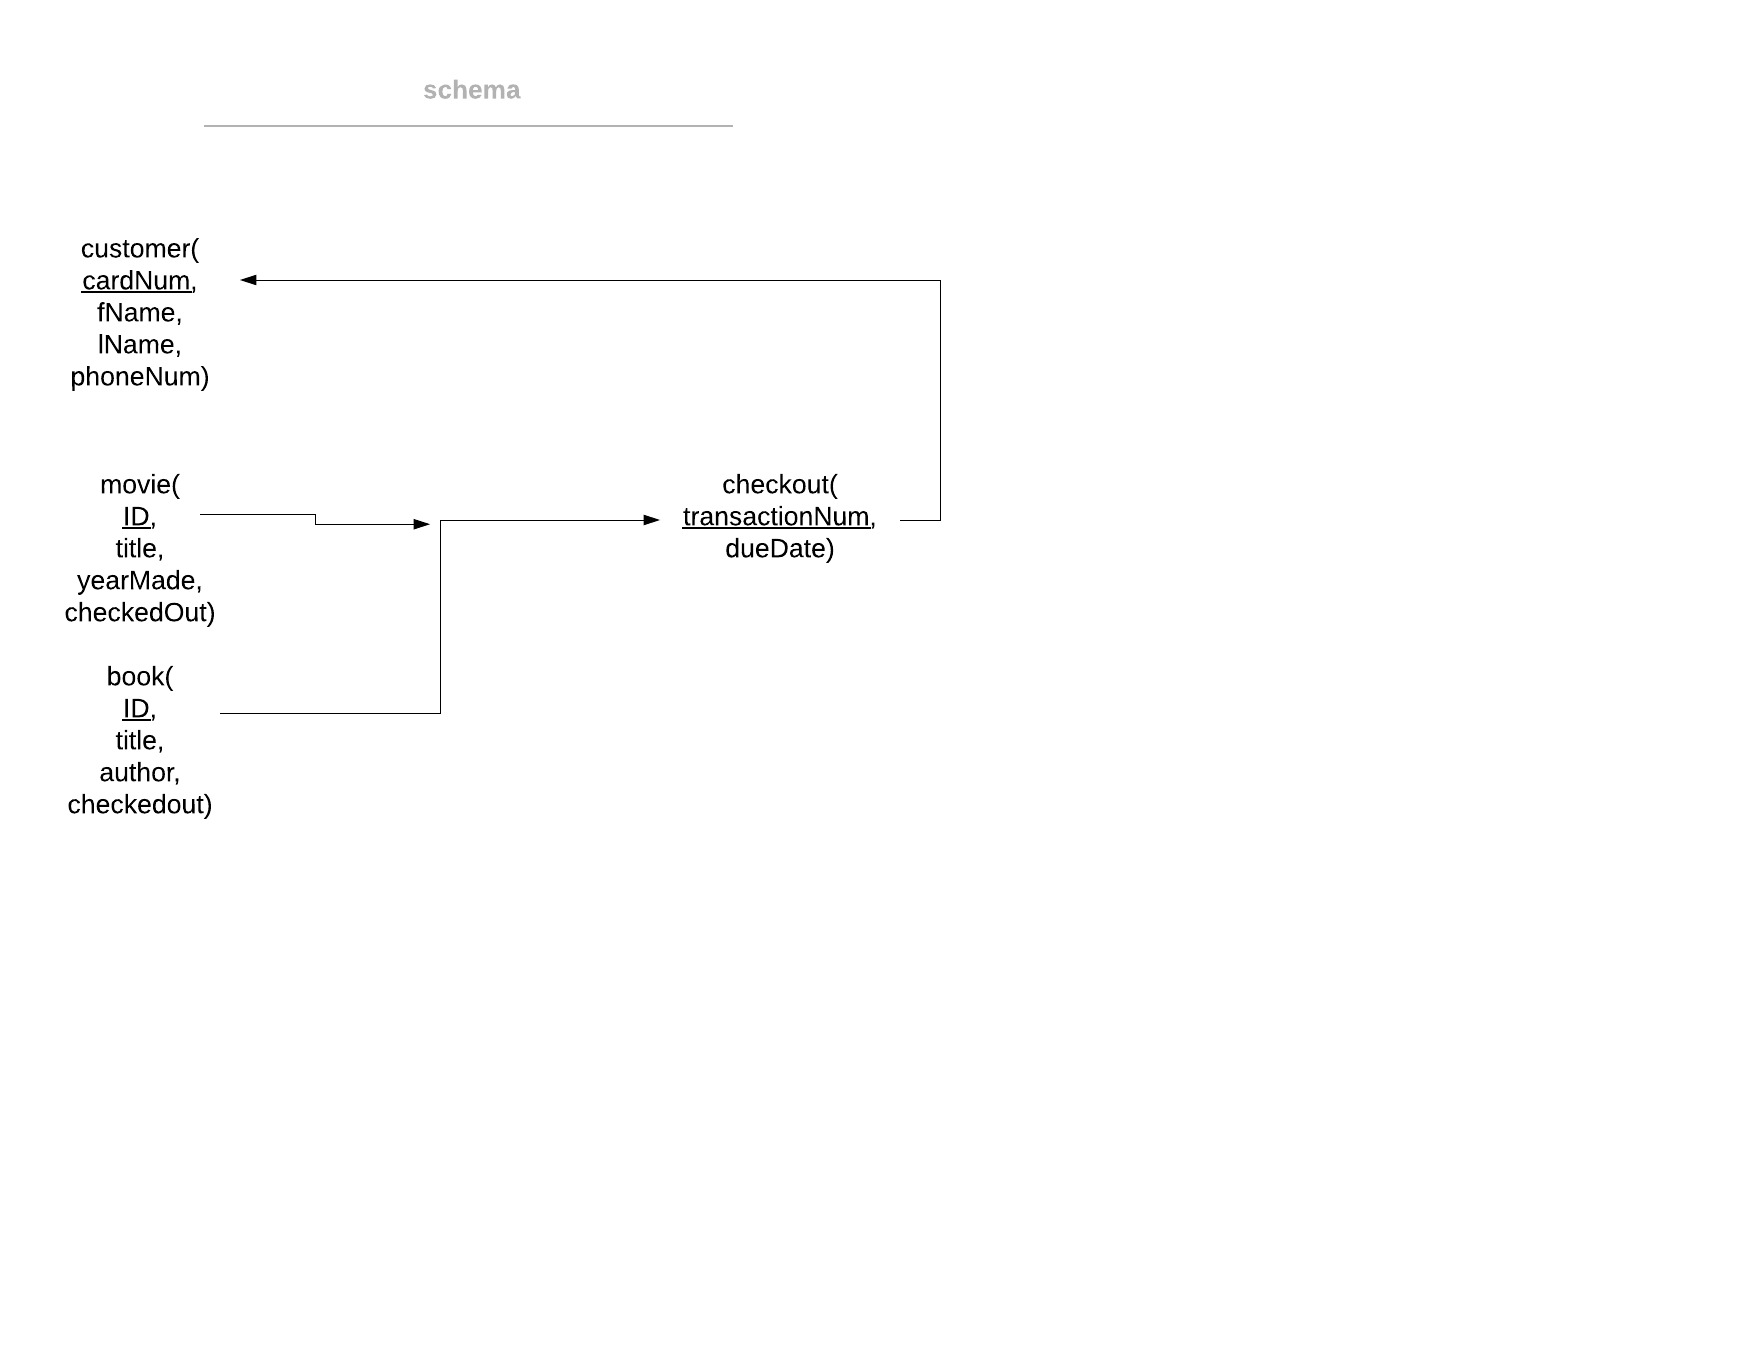 schema
customer(
cardNum,
fName,
lName,
phoneNum)
movie(
ID,
title,
yearMade,
checkedOut)
checkout(
transactionNum,
dueDate)
book(
ID,
title,
author,
checkedout)